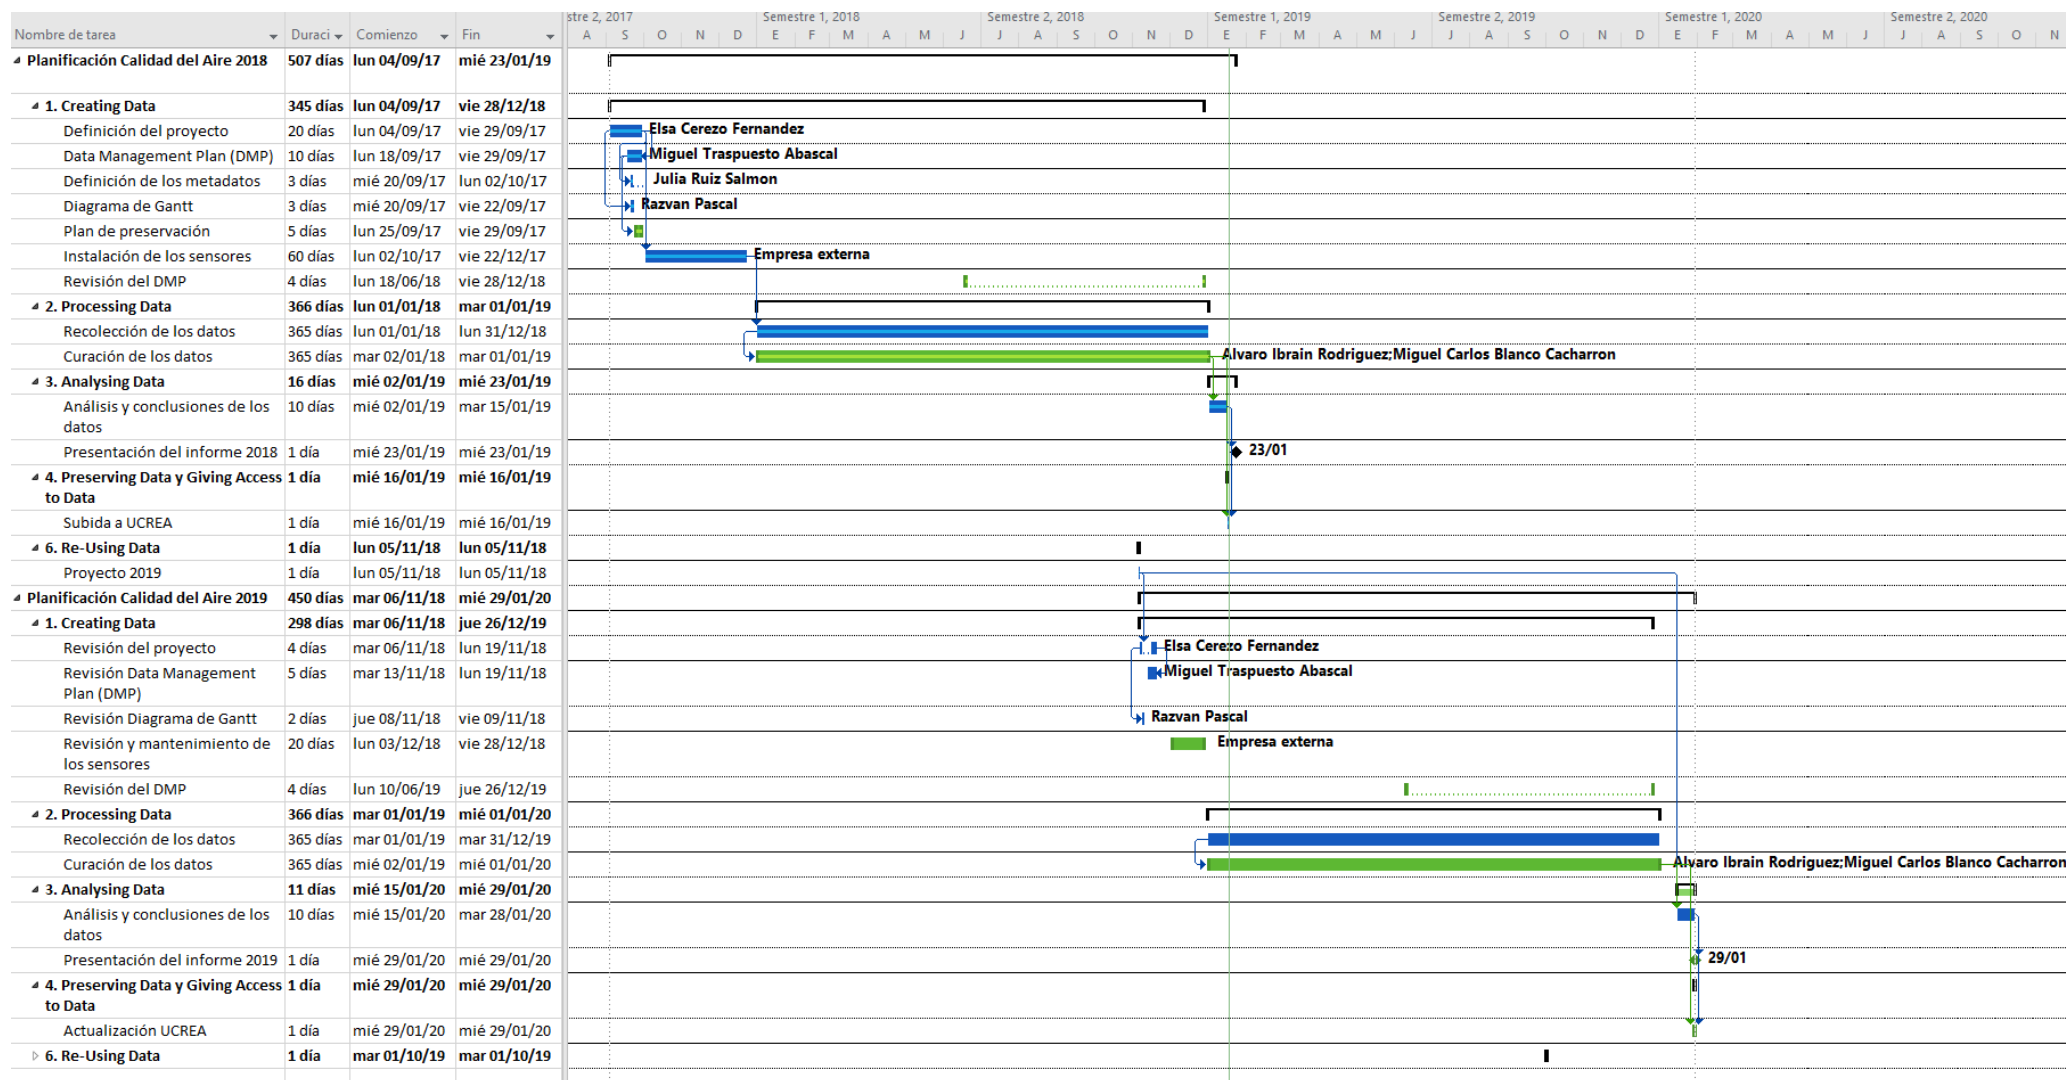 stre 2, 2017 Semestre 1, 2018 Semestre 2, 2018 Semestre 1, 2019 Semestre 2, 2019 Semestre 1, 2020 Semestre 2, 2020
Nombre de tarea Duraci Comienzo Fin A S O N D E F M A M J J A S O N D E F M A M J J A S O N D E F M A M J J A S O N
Planificación Calidad del Aire 2018 507 días lun 04/09/17 mié 23/01/19
1. Creating Data 345 días lun 04/09/17 vie 28/12/18
Definición del proyecto 20 días lun 04/09/17 vie 29/09/17 Elsa Cerezo Fernandez
Data Management Plan (DMP) 10 días lun 18/09/17 vie 29/09/17 Miguel Traspuesto Abascal
Definición de los metadatos 3 días mié 20/09/17 lun 02/10/17 Julia Ruiz Salmon
Diagrama de Gantt 3 días mié 20/09/17 vie 22/09/17 Razvan Pascal
Plan de preservación 5 días lun 25/09/17 vie 29/09/17
Instalación de los sensores 60 días lun 02/10/17 vie 22/12/17 Empresa externa
Revisión del DMP 4 días lun 18/06/18 vie 28/12/18
2. Processing Data 366 días lun 01/01/18 mar 01/01/19
Recolección de los datos 365 días lun 01/01/18 lun 31/12/18
Curación de los datos 365 días mar 02/01/18 mar 01/01/19 Alvaro Ibrain Rodriguez;Miguel Carlos Blanco Cacharron
3. Analysing Data 16 días mié 02/01/19 mié 23/01/19
Análisis y conclusiones de los 10 días mié 02/01/19 mar 15/01/19
datos
Presentación del informe 2018 1 día mié 23/01/19 mié 23/01/19 23/01
4. Preserving Data y Giving Access 1 día mié 16/01/19 mié 16/01/19
to Data
Subida a UCREA 1 día mié 16/01/19 mié 16/01/19
6. Re-Using Data 1 día lun 05/11/18 lun 05/11/18
Proyecto 2019 1 día lun 05/11/18 lun 05/11/18
Planificación Calidad del Aire 2019 450 días mar 06/11/18 mié 29/01/20
1. Creating Data 298 días mar 06/11/18 jue 26/12/19
Revisión del proyecto 4 días mar 06/11/18 lun 19/11/18 Elsa Cerezo Fernandez
Revisión Data Management 5 días mar 13/11/18 lun 19/11/18 Miguel Traspuesto Abascal
Plan (DMP)
Revisión Diagrama de Gantt 2 días jue 08/11/18 vie 09/11/18 Razvan Pascal
Revisión y mantenimiento de 20 días lun 03/12/18 vie 28/12/18 Empresa externa
los sensores
Revisión del DMP 4 días lun 10/06/19 jue 26/12/19
2. Processing Data 366 días mar 01/01/19 mié 01/01/20
Recolección de los datos 365 días mar 01/01/19 mar 31/12/19
Curación de los datos 365 días mié 02/01/19 mié 01/01/20 Alvaro Ibrain Rodriguez;Miguel Carlos Blanco Cacharron
3. Analysing Data 11 días mié 15/01/20 mié 29/01/20
Análisis y conclusiones de los 10 días mié 15/01/20 mar 28/01/20
datos
Presentación del informe 2019 1 día mié 29/01/20 mié 29/01/20 29/01
4. Preserving Data y Giving Access 1 día mié 29/01/20 mié 29/01/20
to Data
Actualización UCREA 1 día mié 29/01/20 mié 29/01/20
6. Re-Using Data 1 día mar 01/10/19 mar 01/10/19